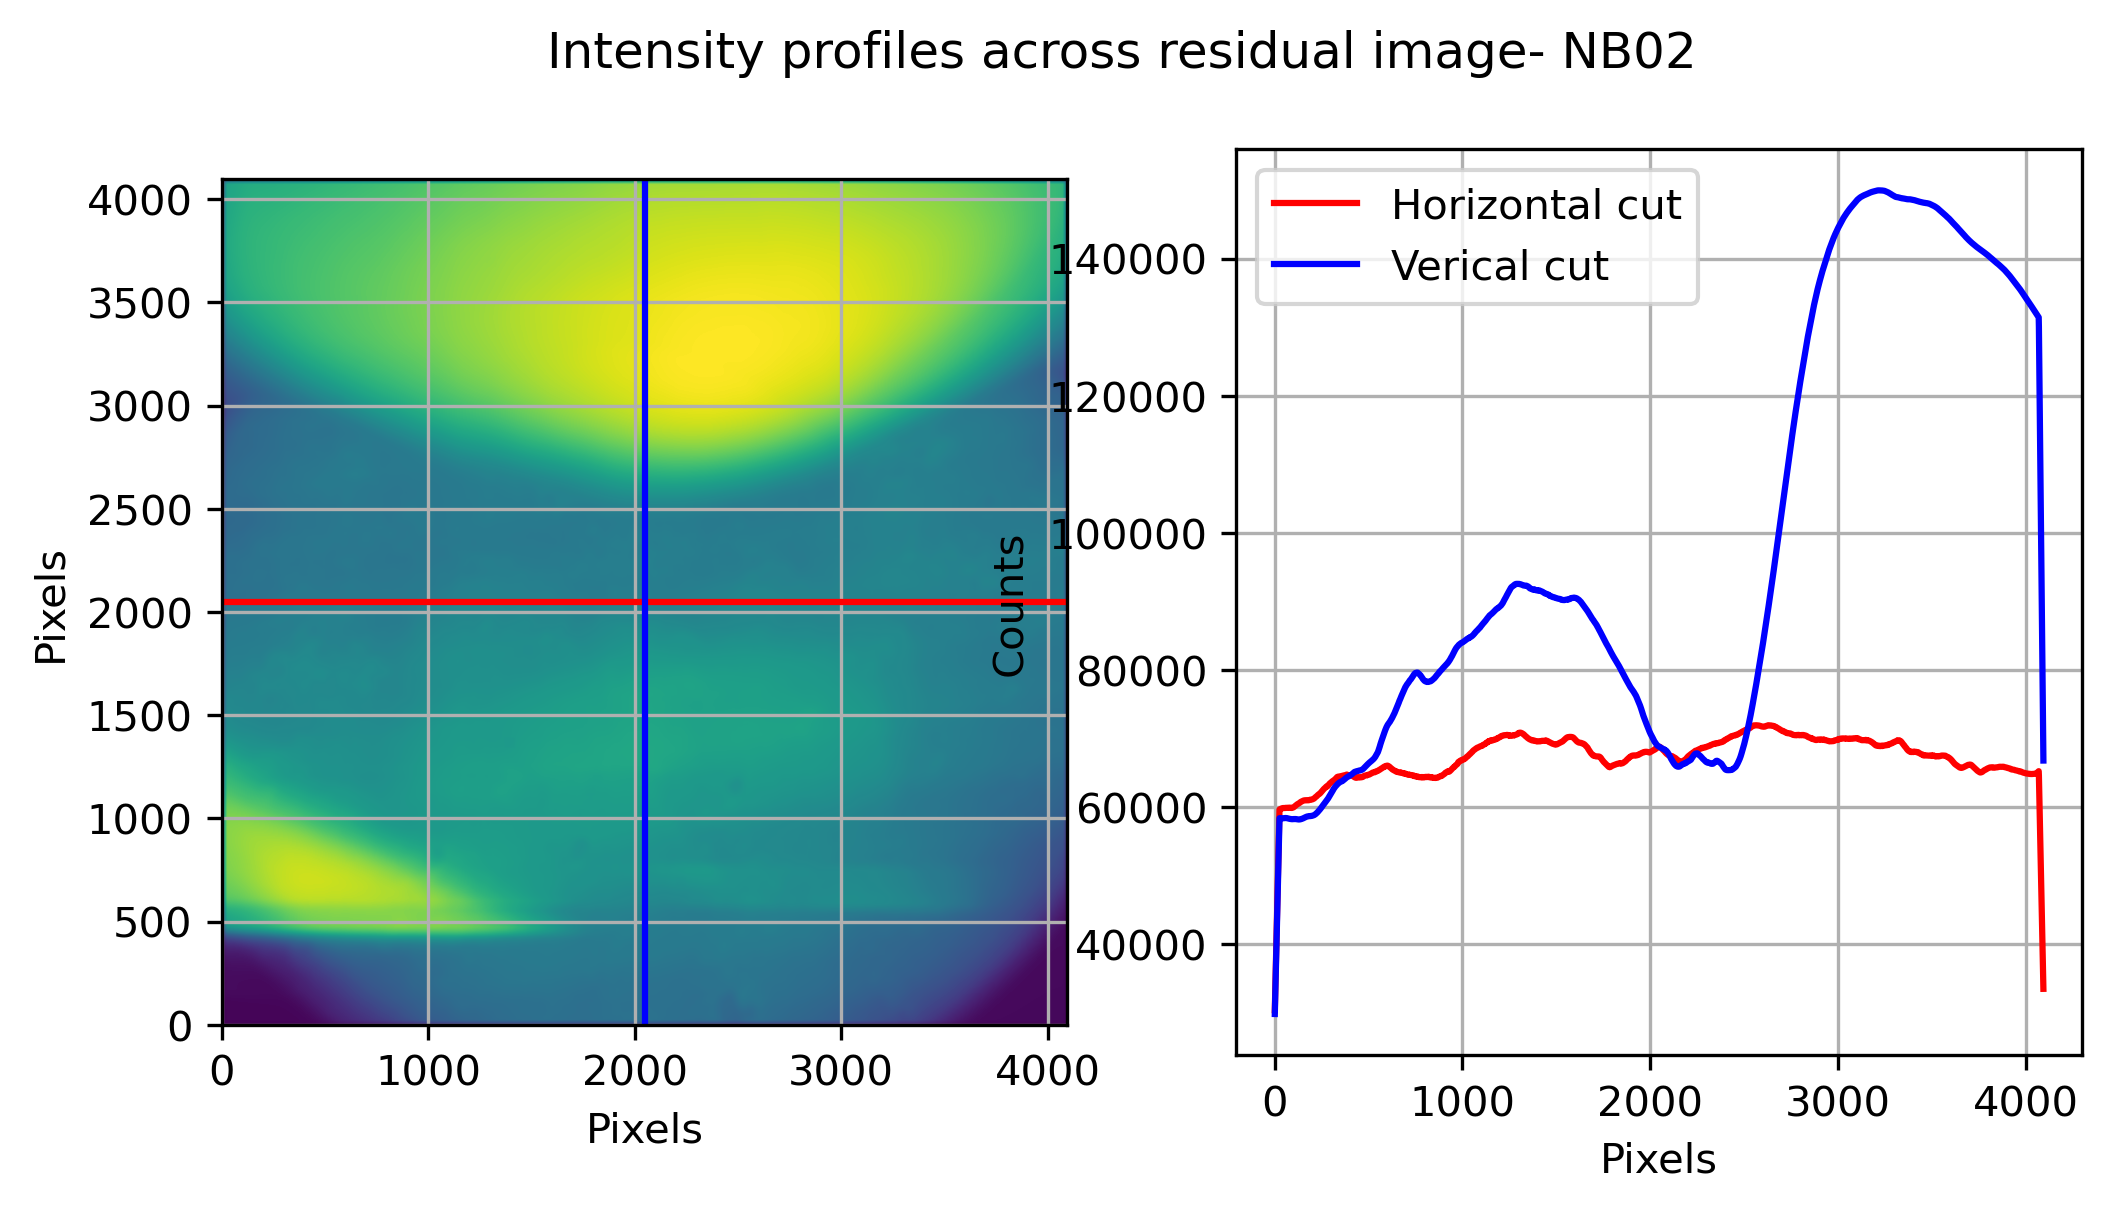 Intensity profiles across residual image- NB02
4000
3500
3000
2500
2000
1500
1000
500
0
Pixels
0 1000 2000 3000 4000
Pixels
Horizontal cut
Verical cut
140000
120000
100000
80000
60000
40000
Counts
0 1000 2000 3000 4000
Pixels